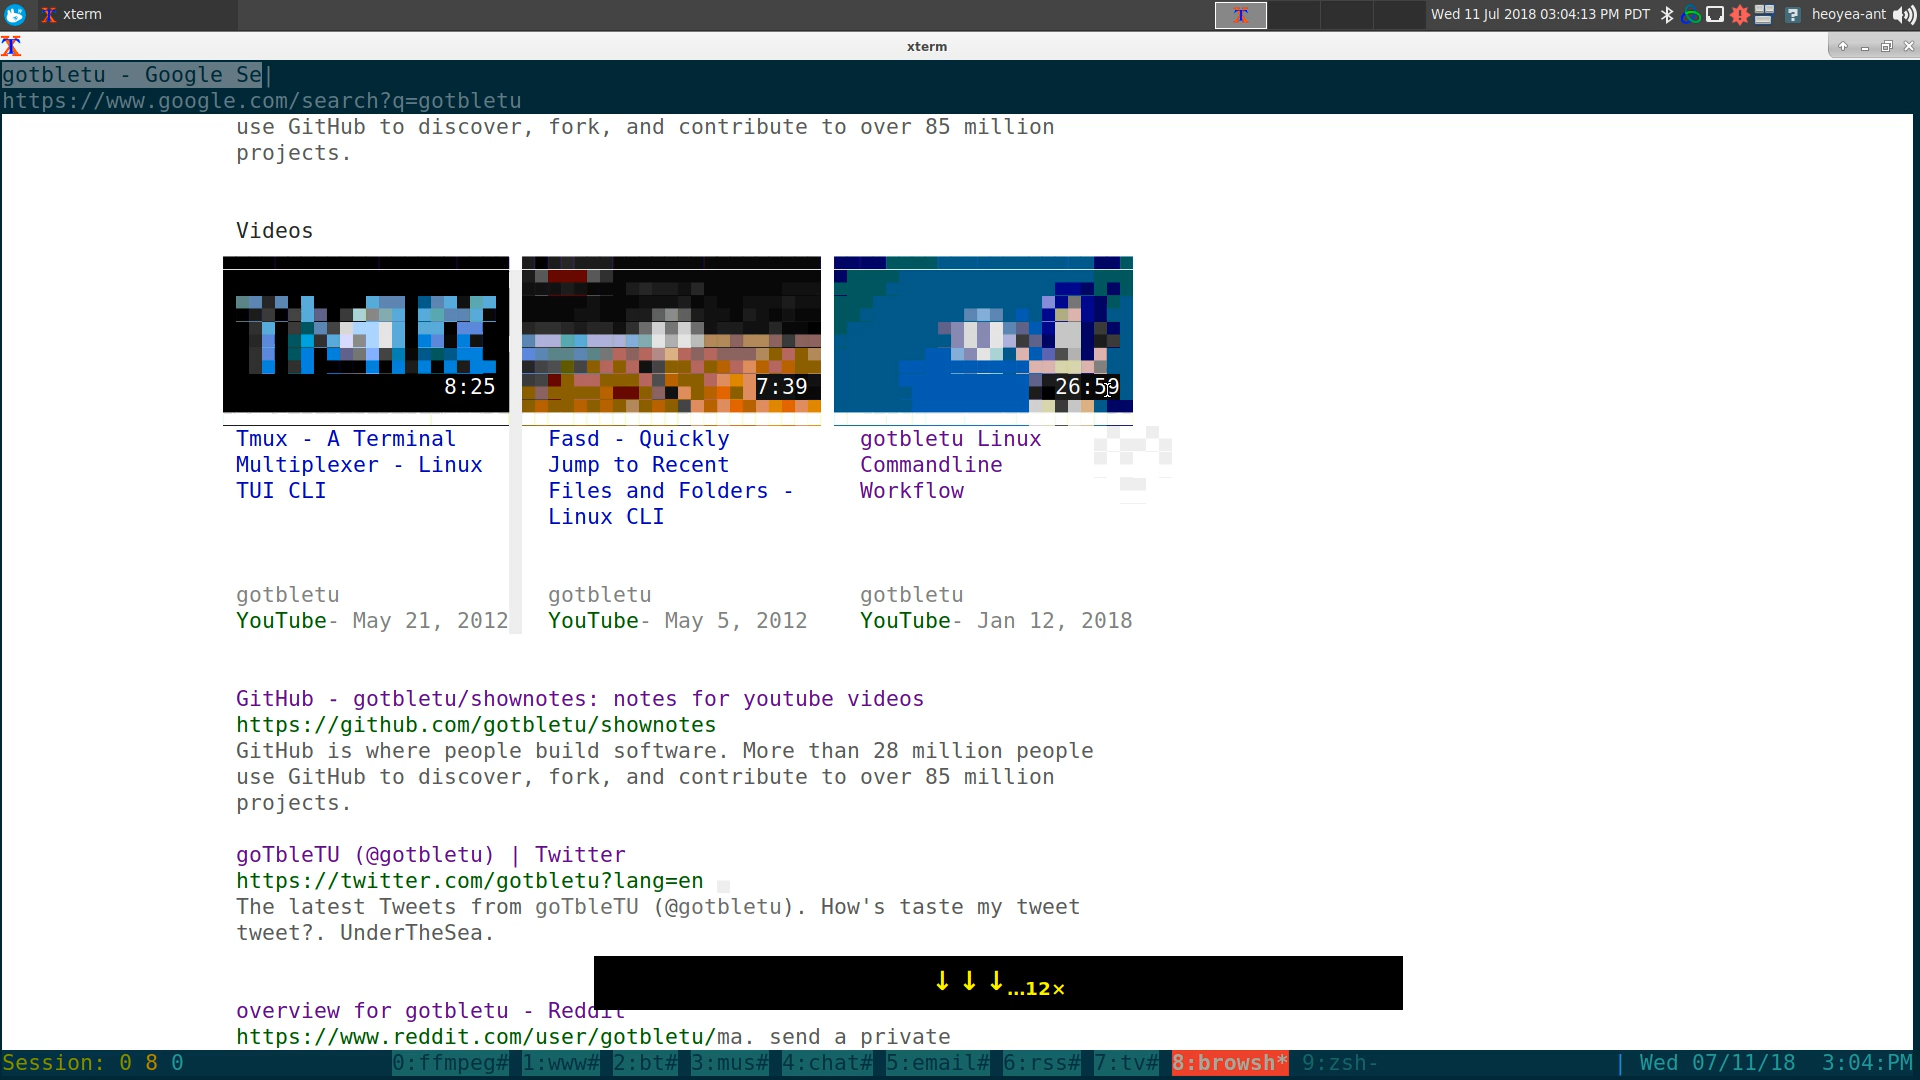 xterm
Wed 11 Jul 2018 03:04:13 PM PDT
heoyea-ant
xterm
gotbletu - Google Se
https://www.google.com/search?q=gotbletu
use GitHub to discover, fork, and contribute to over 85 million
projects.
Videos
8:25
7:39
26:59
Tmux - A Terminal
Multiplexer - Linux
TUI CLI
Fasd - Quickly
Jump to Recent
Files and Folders -
Linux CLI
gotbletu Linux
Commandline
Workflow
gotbletu
YouTube- May 21, 2012
gotbletu
YouTube- May 5, 2012
gotbletu
YouTube- Jan 12, 2018
GitHub - gotbletu/shownotes: notes for youtube videos
https://github.com/gotbletu/shownotes
GitHub is where people build software. More than 28 million people
use GitHub to discover, fork, and contribute to over 85 million
projects.
goTbleTU (@gotbletu) | Twitter
https://twitter.com/gotbletu?lang=en
The latest Tweets from goTbleTU (@gotbletu). How's taste my tweet
tweet?. UnderTheSea.
↓ ↓ ↓...12×
overview for gotbletu - Reddit
https://www.reddit.com/user/gotbletu/ma. send a private
Session: 0 8 0 0:ffmpeg# 1:www# 2:bt# 3:mus# 4:chat# 5:email# 6:rss# 7:tv# 8:browsh* 9:zsh- | Wed 07/11/18 3:04:PM